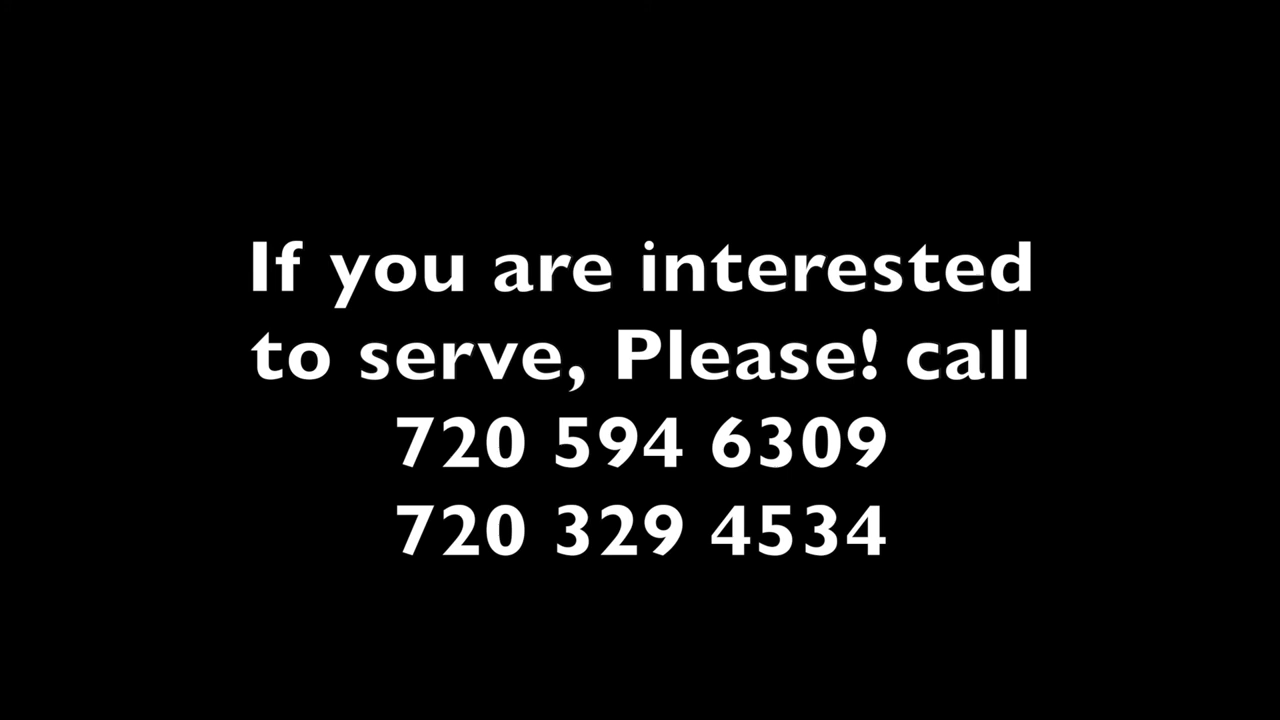 If you are interested
to serve, Please! call
720 594 6309
720 329 4534